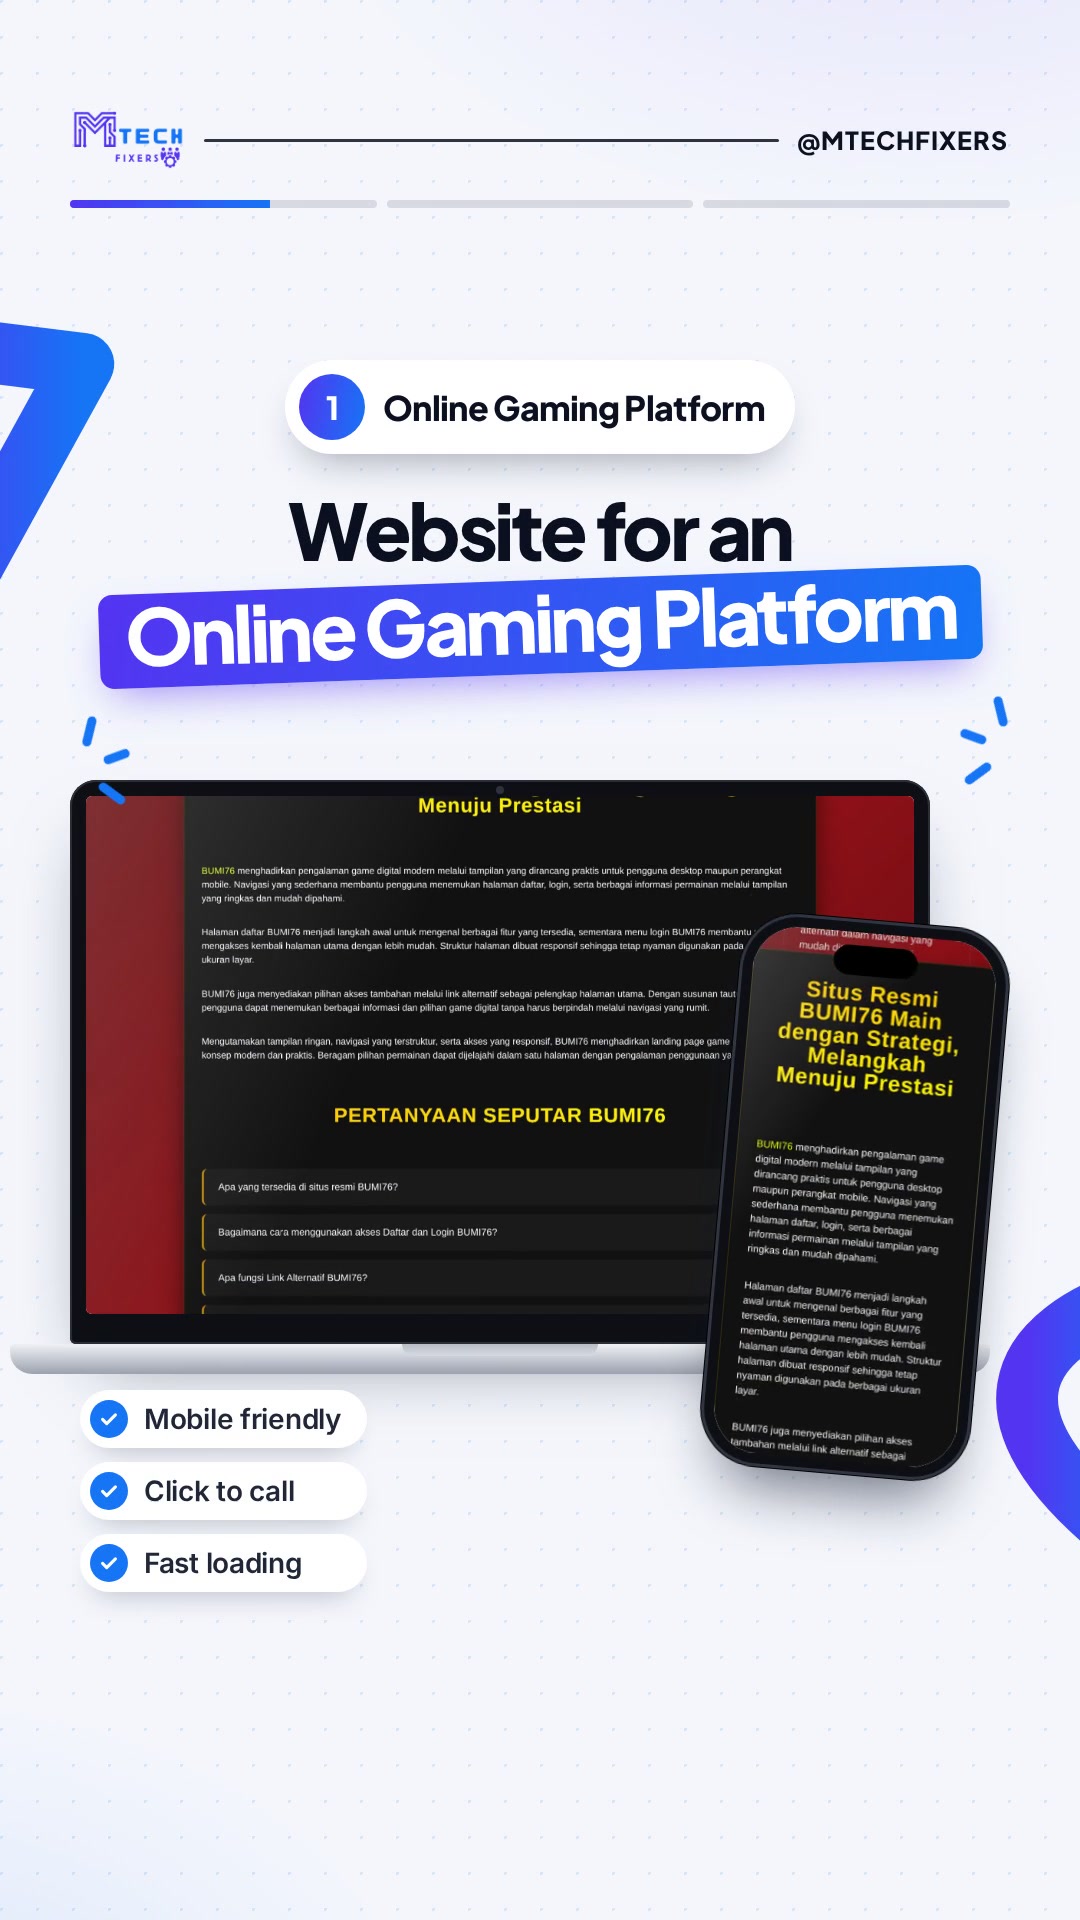 MTECH
FIXERS
@MTECHFIXERS
1
Online Gaming Platform
Website for an
Online Gaming Platform
Menuju Prestasi
BUMI76 menghadirkan pengalaman game digital modern melalui tampilan yang dirancang praktis untuk pengguna desktop maupun perangkat
mobile. Navigasi yang sederhana membantu pengguna menemukan halaman daftar, login, serta berbagai informasi permainan melalui tampilan
yang ringkas dan mudah dipahami.
Halaman daftar BUMI76 menjadi langkah awal untuk mengenal berbagai fitur yang tersedia, sementara menu login BUMI76 membantu
mengakses kembali halaman utama dengan lebih mudah. Struktur halaman dibuat responsif sehingga tetap nyaman digunakan pada
ukuran layar.
BUMI76 juga menyediakan pilihan akses tambahan melalui link alternatif sebagai pelengkap halaman utama. Dengan susunan taut
pengguna dapat menemukan berbagai informasi dan pilihan game digital tanpa harus berpindah melalui navigasi yang rumit.
Mengutamakan tampilan ringan, navigasi yang terstruktur, serta akses yang responsif, BUMI76 menghadirkan landing page game
konsep modern dan praktis. Beragam pilihan permainan dapat dijelajahi dalam satu halaman dengan pengalaman penggunaan ya
PERTANYAAN SEPUTAR BUMI76
Apa yang tersedia di situs resmi BUMI76?
Bagaimana cara menggunakan akses Daftar dan Login BUMI76?
Apa fungsi Link Alternatif BUMI76?
alternatif dalam navigasi yang
mudah d
Situs Resmi
BUMI76 Main
dengan Strategi,
Melangkah
Menuju Prestasi
BUMI76 menghadirkan pengalaman game
digital modern melalui tampilan yang
dirancang praktis untuk pengguna desktop
maupun perangkat mobile. Navigasi yang
sederhana membantu pengguna menemukan
halaman daftar, login, serta berbagai
informasi permainan melalui tampilan yang
ringkas dan mudah dipahami.
Halaman daftar BUMI76 menjadi langkah
awal untuk mengenal berbagai fitur yang
tersedia, sementara menu login BUMI76
membantu pengguna mengakses kembali
halaman utama dengan lebih mudah. Struktur
halaman dibuat responsif sehingga tetap
nyaman digunakan pada berbagai ukuran
layar.
BUMI76 juga menyediakan pilihan akses
tambahan melalui link alternatif sebagai
Mobile friendly
Click to call
Fast loading